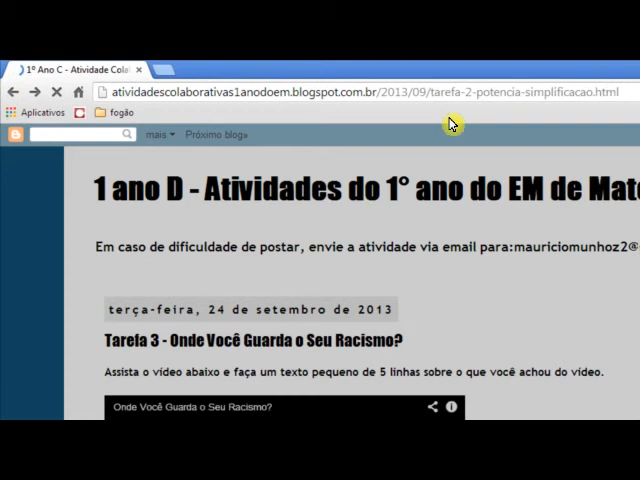 1º Ano C - Atividade Cola
atividadescolaborativas1anodoem.blogspot.com.br/2013/09/tarefa-2-potencia-simplificacao.html
Aplicativos fogão
mais Próximo blog»
1 ano D - Atividades do 1° ano do EM de Mate
Em caso de dificuldade de postar, envie a atividade via email para:mauriciomunhoz2@
terça-feira, 24 de setembro de 2013
Tarefa 3 - Onde Você Guarda o Seu Racismo?
Assista o vídeo abaixo e faça um texto pequeno de 5 linhas sobre o que você achou do vídeo.
Onde Você Guarda o Seu Racismo?